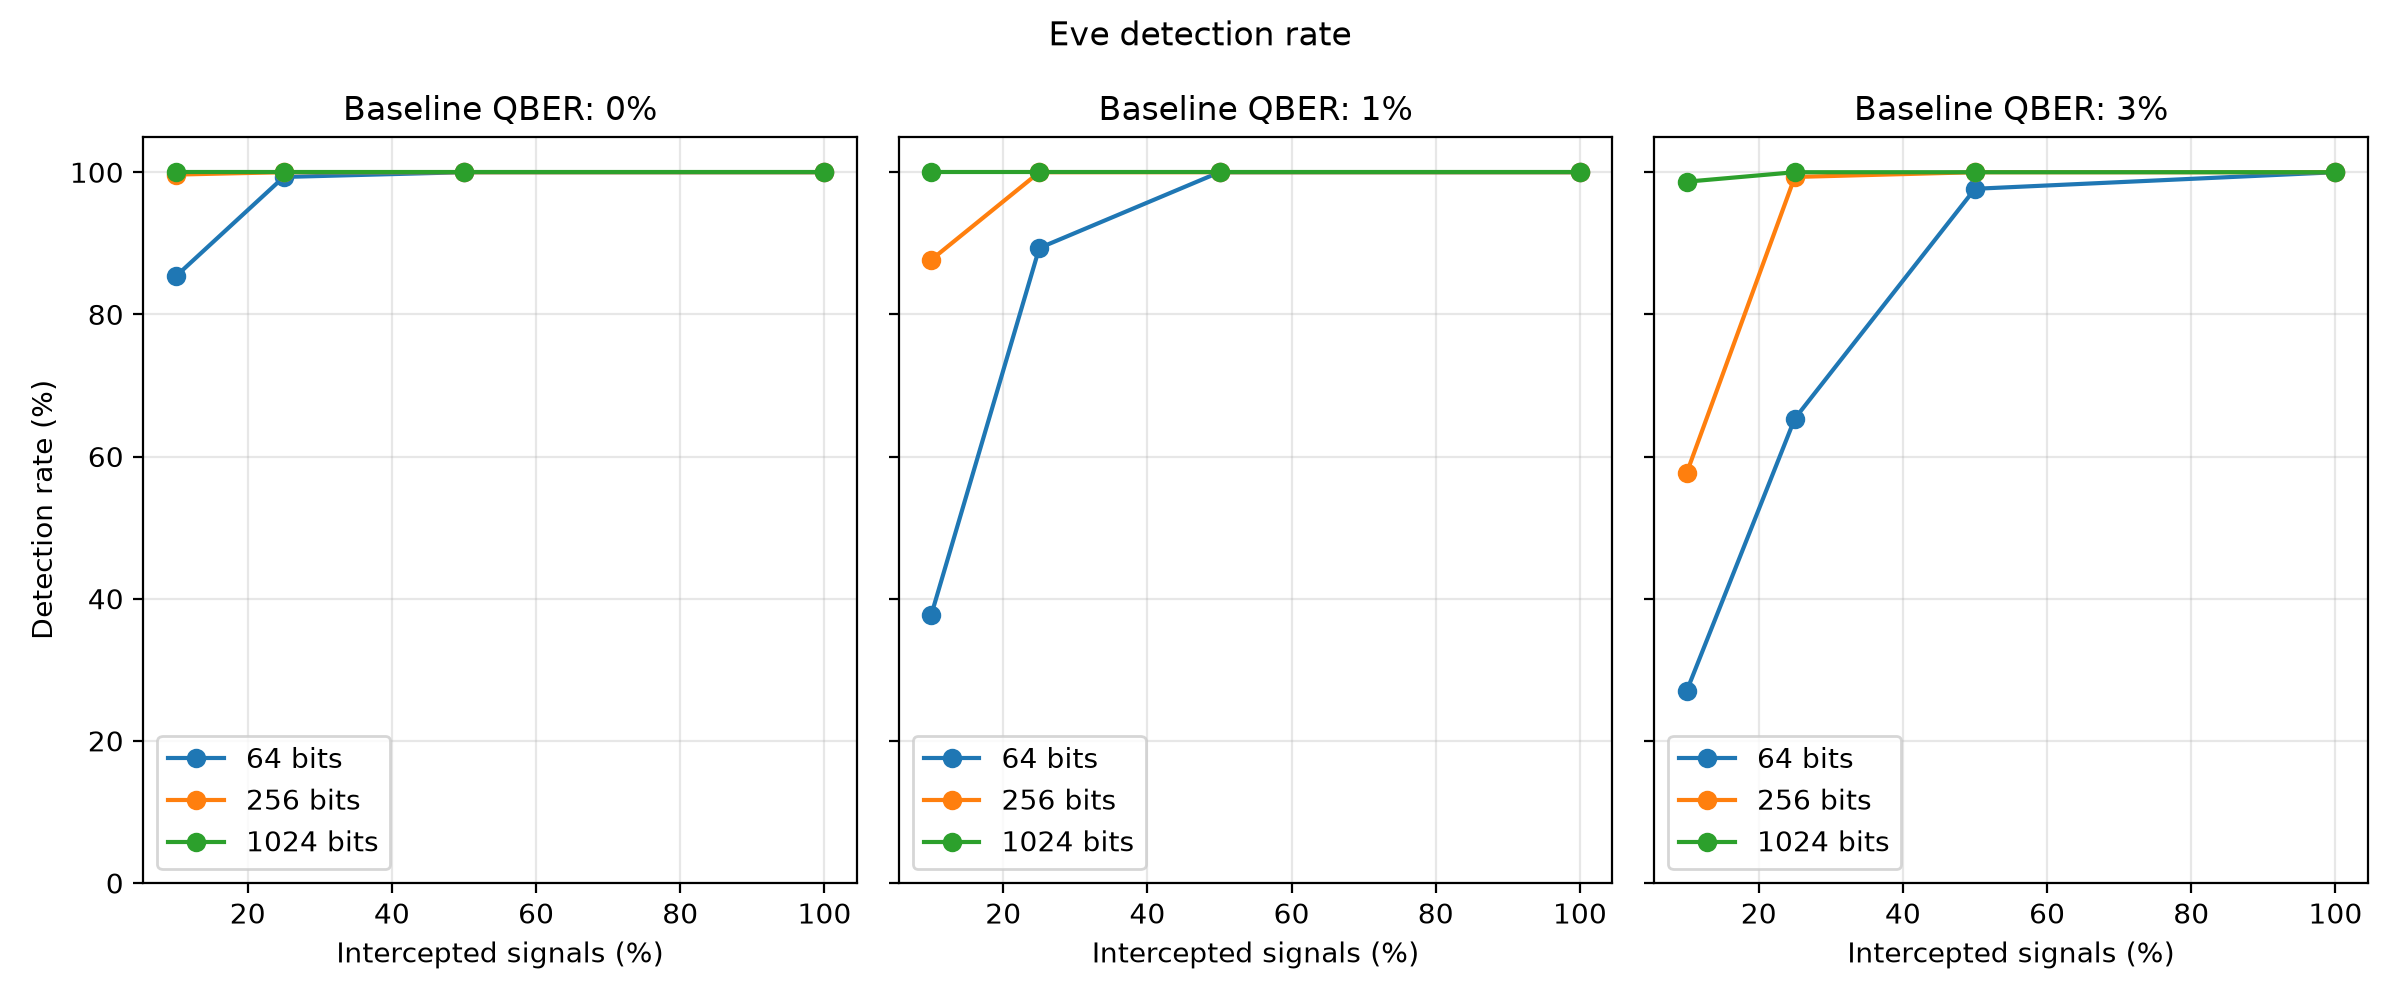 Eve detection rate
Baseline QBER: 0%
Detection rate (%)
100
80
60
40
20
0
64 bits
256 bits
1024 bits
20 40 60 80 100
Intercepted signals (%)
Baseline QBER: 1%
64 bits
256 bits
1024 bits
20 40 60 80 100
Intercepted signals (%)
Baseline QBER: 3%
64 bits
256 bits
1024 bits
20 40 60 80 100
Intercepted signals (%)